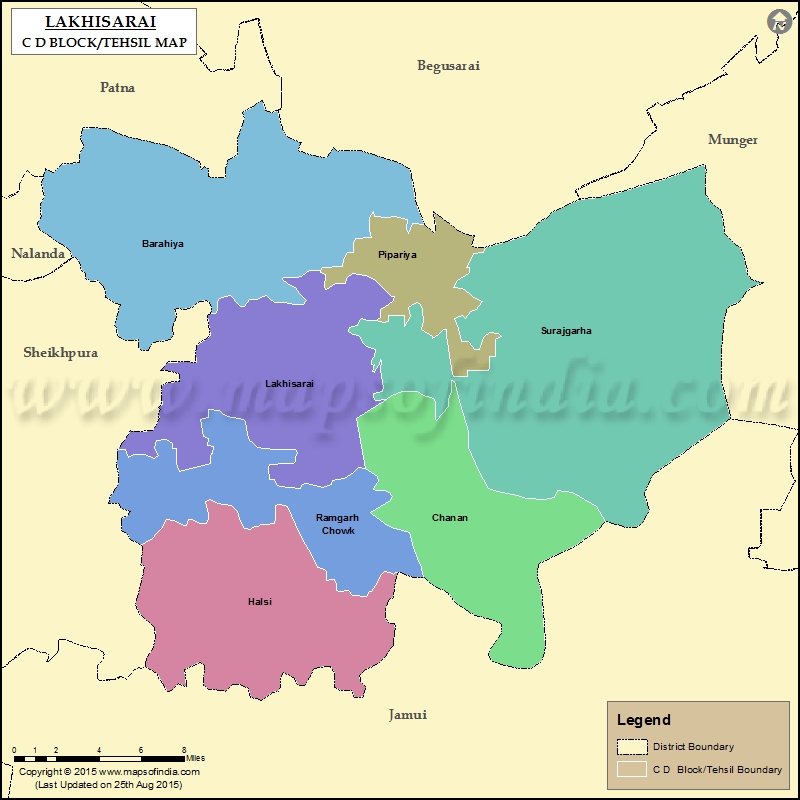 LAKHISARAI
C D BLOCK/TEHSIL MAP
N
Begusarai
Patna
Munger
Barahiya
Nalanda
Pipariya
Surajgarha
Sheikhpura
Lakhisarai
www.mapsofindia.com
Ramgarh
Chowk
Chanan
Halsi
Jamui
Legend
District Boundary
C D Block/Tehsil Boundary
0 1 2 4 6 8
Miles
Copyright © 2015 www.mapsofindia.com
(Last Updated on 25th Aug 2015)